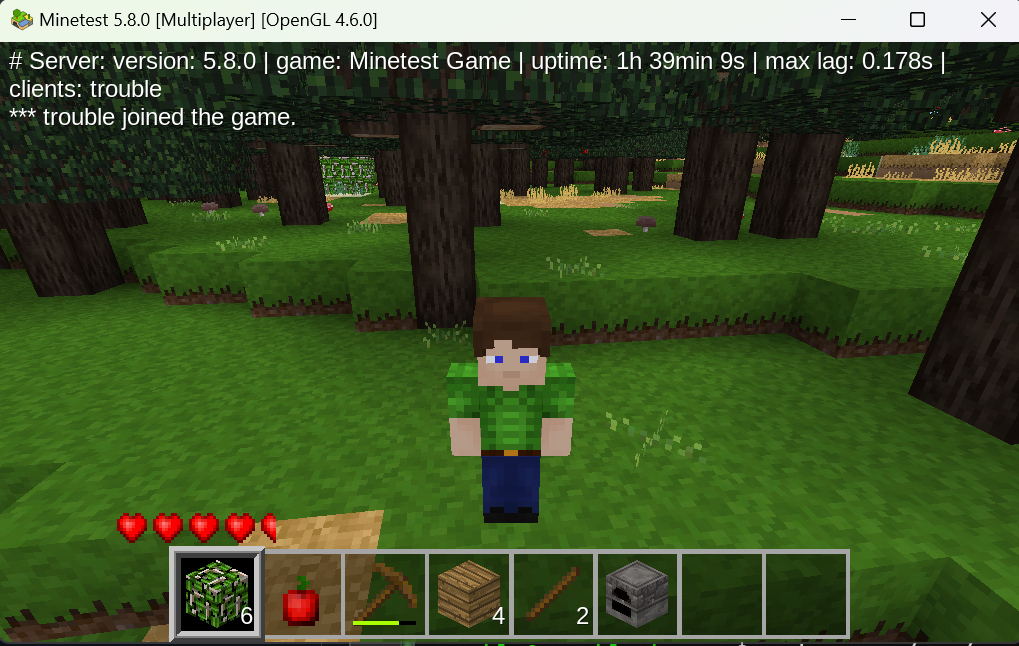 Minetest 5.8.0 [Multiplayer] [OpenGL 4.6.0]
# Server: version: 5.8.0 | game: Minetest Game | uptime: 1h 39min 9s | max lag: 0.178s |
clients: trouble
*** trouble joined the game.
6
4
2